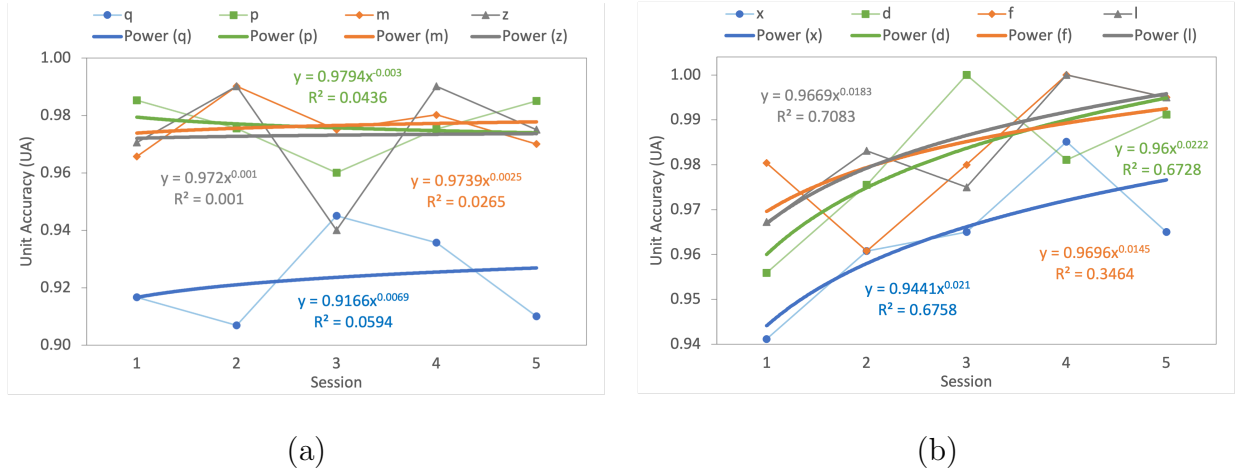 q p m z
Power (q) Power (p) Power (m) Power (z)
1.00
0.98
0.96
0.94
0.92
0.90
Unit Accuracy (UA)
y = 0.9794x^-0.003
R² = 0.0436
y = 0.972x^0.001
R² = 0.001
y = 0.9739x^0.0025
R² = 0.0265
y = 0.9166x^0.0069
R² = 0.0594
1 2 3 4 5
Session
(a)
x d f l
Power (x) Power (d) Power (f) Power (l)
1.00
0.99
0.98
0.97
0.96
0.95
0.94
Unit Accuracy (UA)
y = 0.9669x^0.0183
R² = 0.7083
y = 0.96x^0.0222
R² = 0.6728
y = 0.9696x^0.0145
R² = 0.3464
y = 0.9441x^0.021
R² = 0.6758
1 2 3 4 5
Session
(b)